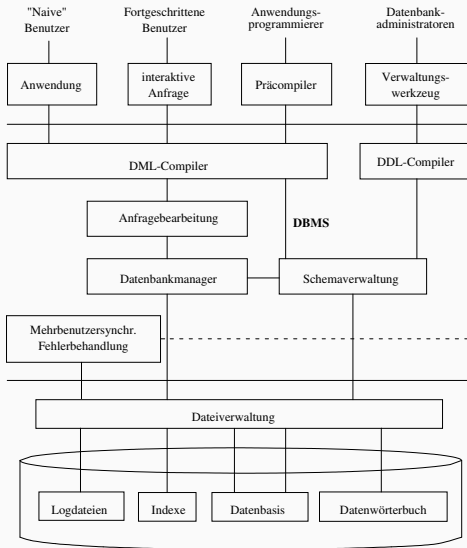 "Naive"
Benutzer
Fortgeschrittene
Benutzer
Anwendungs-
programmierer
Datenbank-
administratoren
Anwendung
interaktive
Anfrage
Präcompiler
Verwaltungs-
werkzeug
DML-Compiler
DDL-Compiler
Anfragebearbeitung
DBMS
Datenbankmanager
Schemaverwaltung
Mehrbenutzersynchr.
Fehlerbehandlung
Dateiverwaltung
Logdateien
Indexe
Datenbasis
Datenwörterbuch